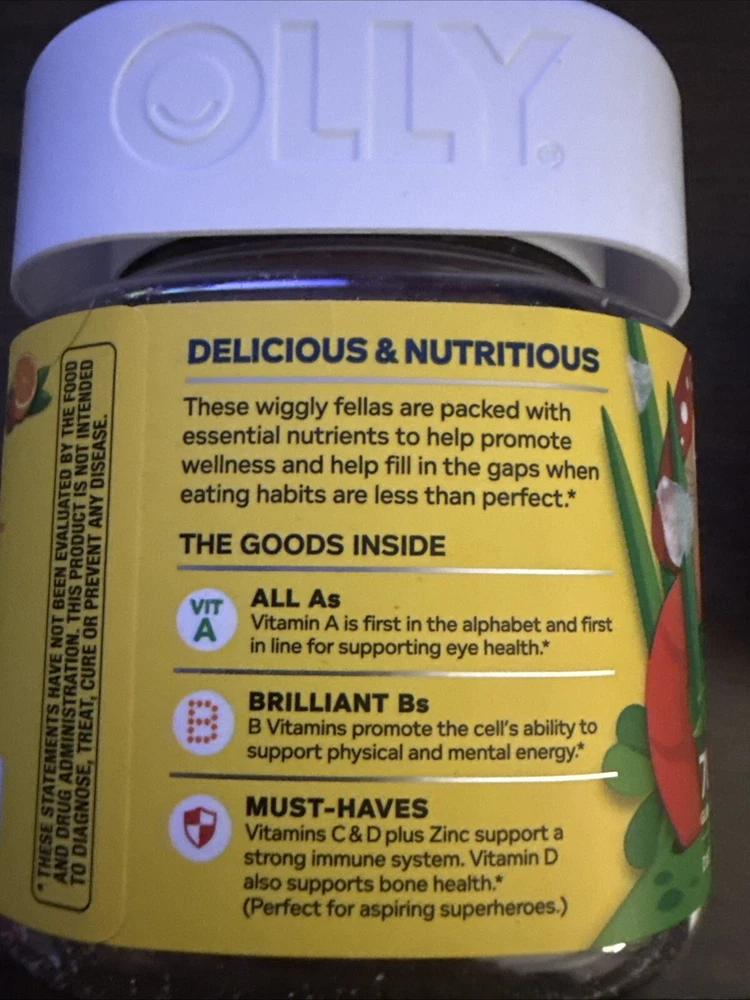 OLLY®
DELICIOUS & NUTRITIOUS
These wiggly fellas are packed with
essential nutrients to help promote
wellness and help fill in the gaps when
eating habits are less than perfect.*
THE GOODS INSIDE
VIT
A
ALL As
Vitamin A is first in the alphabet and first
in line for supporting eye health.*
B
BRILLIANT Bs
B Vitamins promote the cell's ability to
support physical and mental energy.*
MUST-HAVES
Vitamins C & D plus Zinc support a
strong immune system. Vitamin D
also supports bone health.*
(Perfect for aspiring superheroes.)
* THESE STATEMENTS HAVE NOT BEEN EVALUATED BY THE FOOD
AND DRUG ADMINISTRATION. THIS PRODUCT IS NOT INTENDED
TO DIAGNOSE, TREAT, CURE OR PREVENT ANY DISEASE.